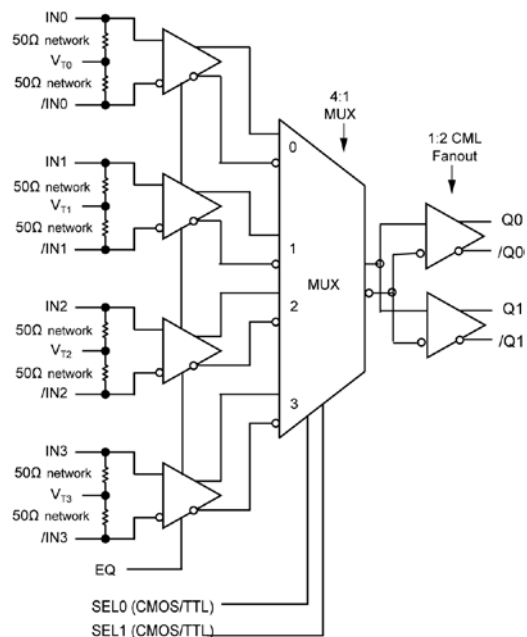 IN0
50Ω network
VT0
50Ω network
/IN0
IN1
50Ω network
VT1
50Ω network
/IN1
IN2
50Ω network
VT2
50Ω network
/IN2
IN3
50Ω network
VT3
50Ω network
/IN3
EQ
SEL0 (CMOS/TTL)
SEL1 (CMOS/TTL)
4:1
MUX
0
1
MUX
2
3
1:2 CML
Fanout
Q0
/Q0
Q1
/Q1